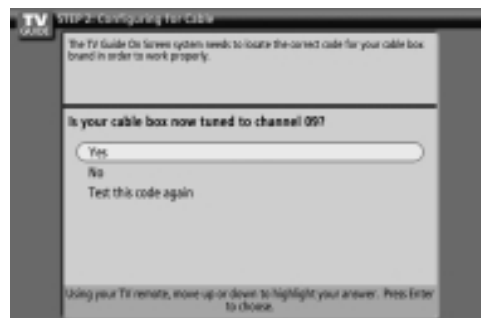 TV
GUIDE
STEP 2: Configuring for Cable
The TV Guide On Screen system needs to locate the correct code for your cable box
brand in order to work properly.
Is your cable box now tuned to channel 09?
Yes
No
Test this code again
Using your TV remote, move up or down to highlight your answer. Press Enter
to choose.